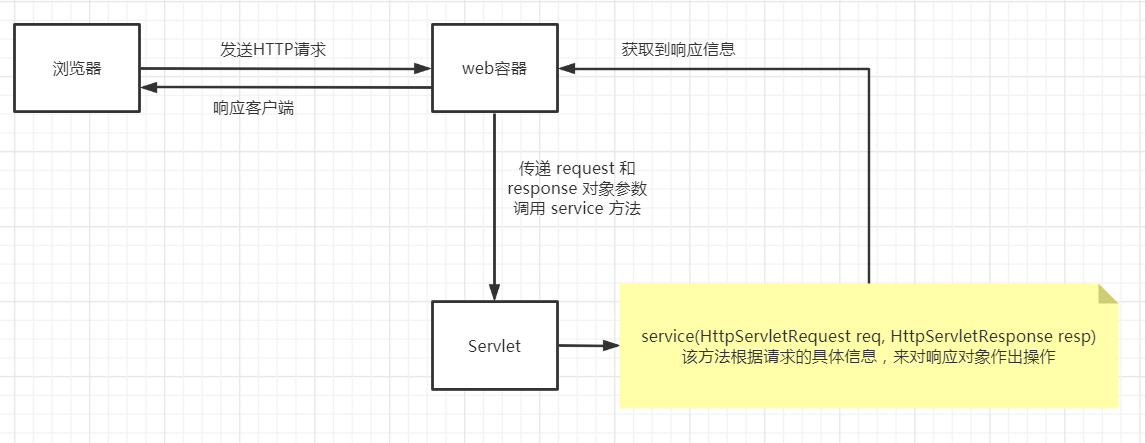 发送HTTP请求
获取到响应信息
浏览器
web容器
响应客户端
传递 request 和
response 对象参数
调用 service 方法
Servlet
service(HttpServletRequest req, HttpServletResponse resp)
该方法根据请求的具体信息，来对响应对象作出操作